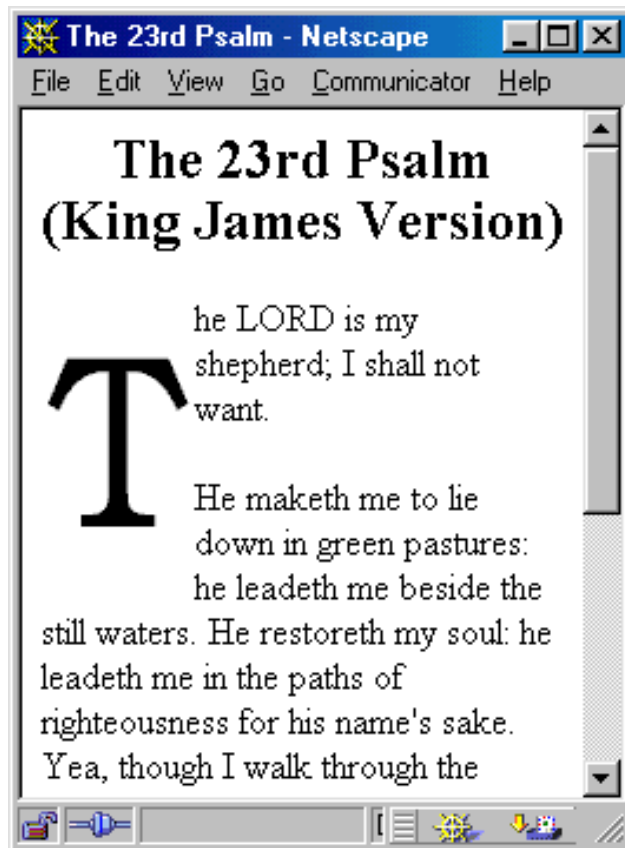 The 23rd Psalm - Netscape
File Edit View Go Communicator Help
The 23rd Psalm
(King James Version)
The LORD is my
shepherd; I shall not
want.
He maketh me to lie
down in green pastures:
he leadeth me beside the
still waters. He restoreth my soul: he
leadeth me in the paths of
righteousness for his name's sake.
Yea, though I walk through the